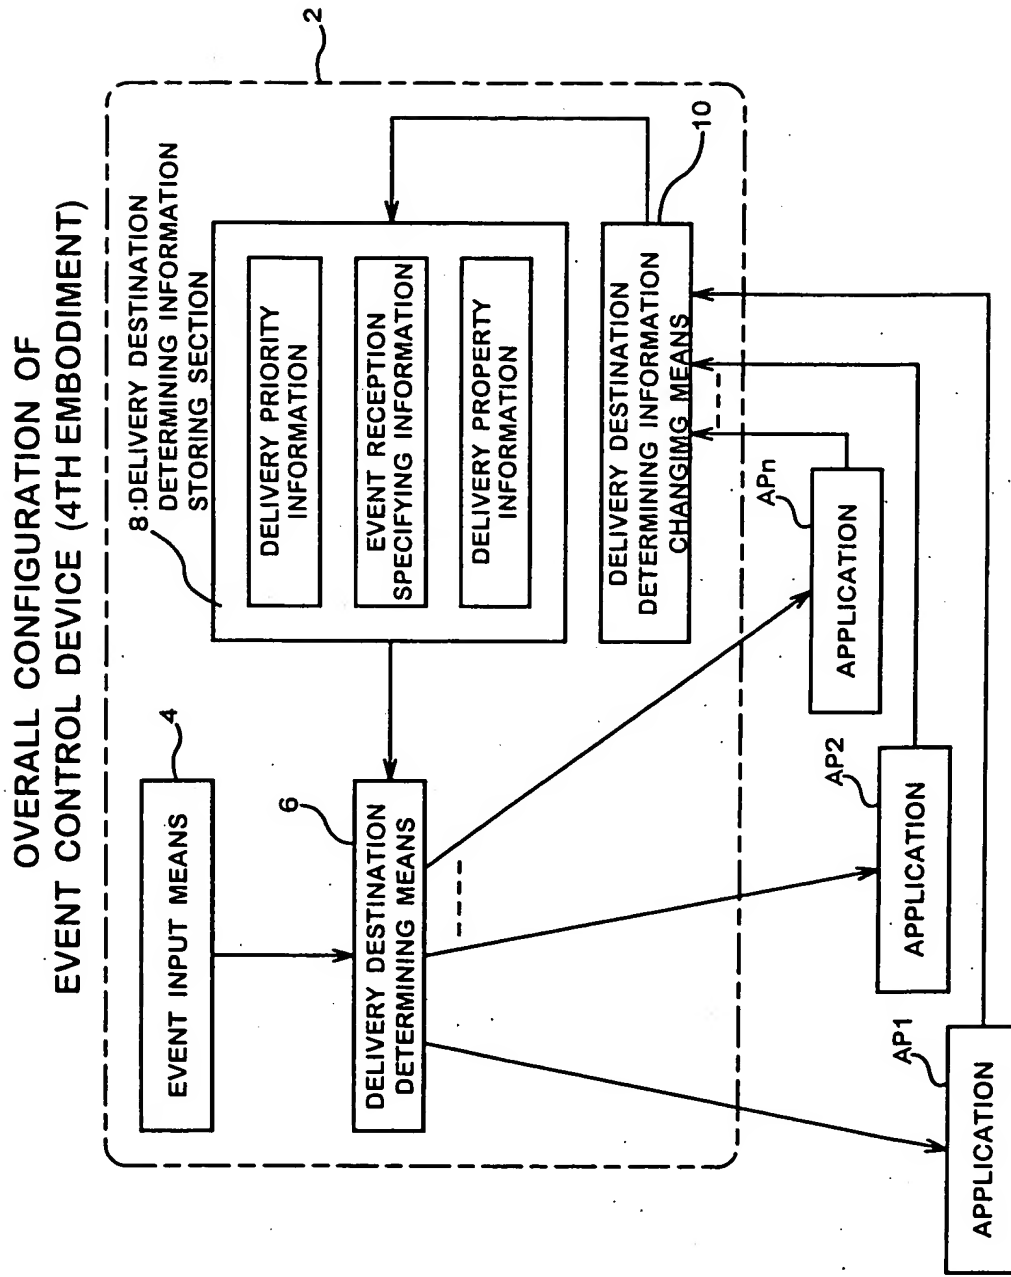 OVERALL CONFIGURATION OF
EVENT CONTROL DEVICE (4TH EMBODIMENT)
2
4
EVENT INPUT MEANS
8:DELIVERY DESTINATION
DETERMINING INFORMATION
STORING SECTION
DELIVERY PRIORITY
INFORMATION
EVENT RECEPTION
SPECIFYING INFORMATION
DELIVERY PROPERTY
INFORMATION
6
DELIVERY DESTINATION
DETERMINING MEANS
10
DELIVERY DESTINATION
DETERMINING INFORMATION
CHANGIMG MEANS
AP1
APPLICATION
AP2
APPLICATION
APn
APPLICATION